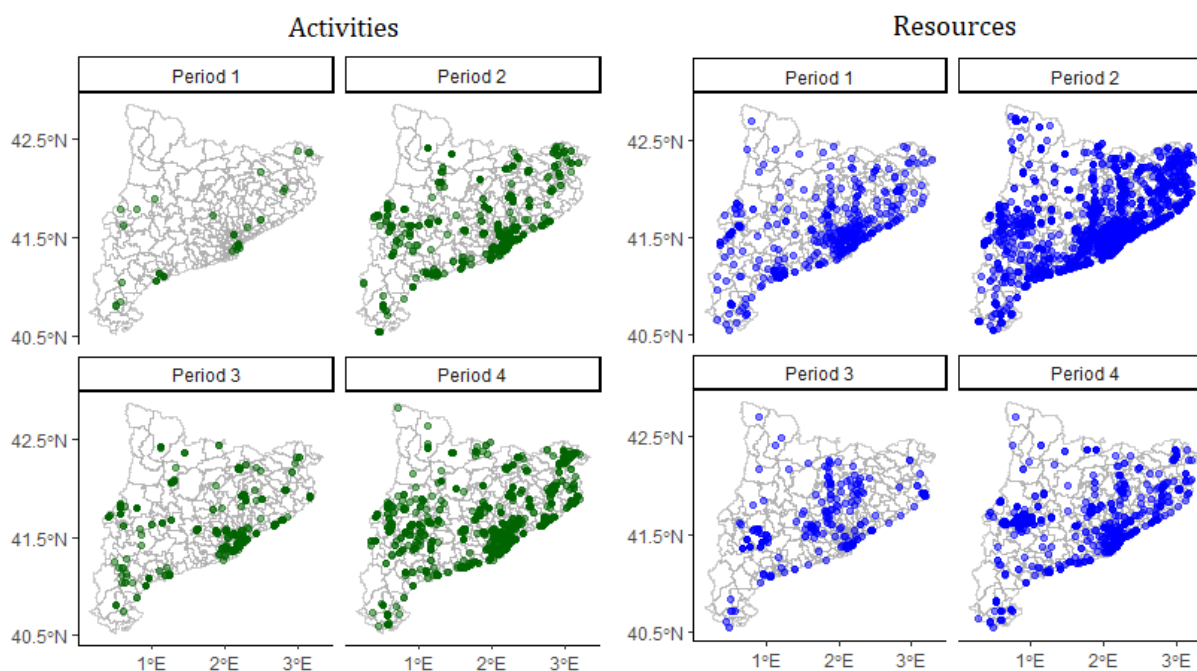 Activities
Resources
Period 1
Period 2
Period 1
Period 2
42.5°N
41.5°N
40.5°N
42.5°N
41.5°N
40.5°N
Period 3
Period 4
Period 3
Period 4
42.5°N
41.5°N
40.5°N
42.5°N
41.5°N
40.5°N
1°E 2°E 3°E 1°E 2°E 3°E
1°E 2°E 3°E 1°E 2°E 3°E